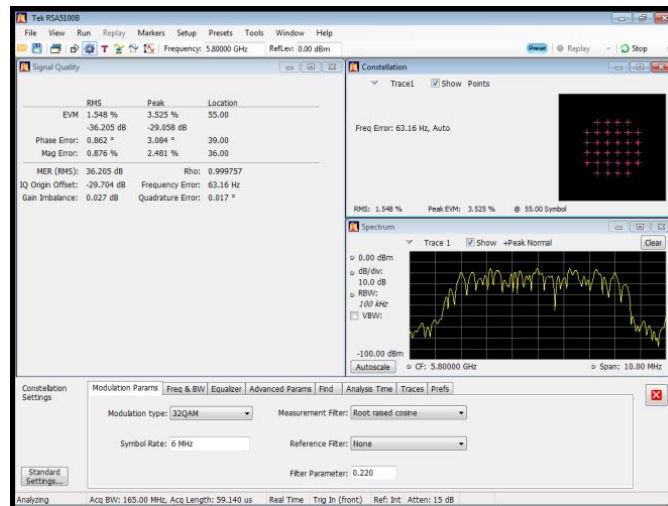 Tek RSA5100B
File View Run Replay Markers Setup Presets Tools Window Help
T Frequency: 5.80000 GHz RefLev: 0.00 dBm Preset Replay Stop
Signal Quality
RMS Peak Location
EVM 1.548 % 3.525 % 55.00
-36.205 dB -29.058 dB
Phase Error: 0.862 ° 3.084 ° 39.00
Mag Error: 0.876 % 2.481 % 36.00
MER (RMS): 36.205 dB Rho: 0.999757
IQ Origin Offset: -29.704 dB Frequency Error: 63.16 Hz
Gain Imbalance: 0.027 dB Quadrature Error: 0.017 °
Constellation
Trace1 Show Points
Freq Error: 63.16 Hz, Auto
RMS: 1.548 % Peak EVM: 3.525 % @ 55.00 Symbol
Spectrum
Trace 1 Show +Peak Normal Clear
0.00 dBm
dB/div:
10.0 dB
RBW:
100 kHz
VBW:
-100.00 dBm
Autoscale CF: 5.80000 GHz Span: 10.00 MHz
Constellation
Settings
Modulation Params Freq & BW Equalizer Advanced Params Find Analysis Time Traces Prefs
Modulation type: 32QAM Measurement Filter: Root raised cosine
Symbol Rate: 6 MHz Reference Filter: None
Filter Parameter: 0.220
Standard
Settings...
Analyzing Acq BW: 165.00 MHz, Acq Length: 59.140 us Real Time Trig In (front) Ref: Int Atten: 15 dB